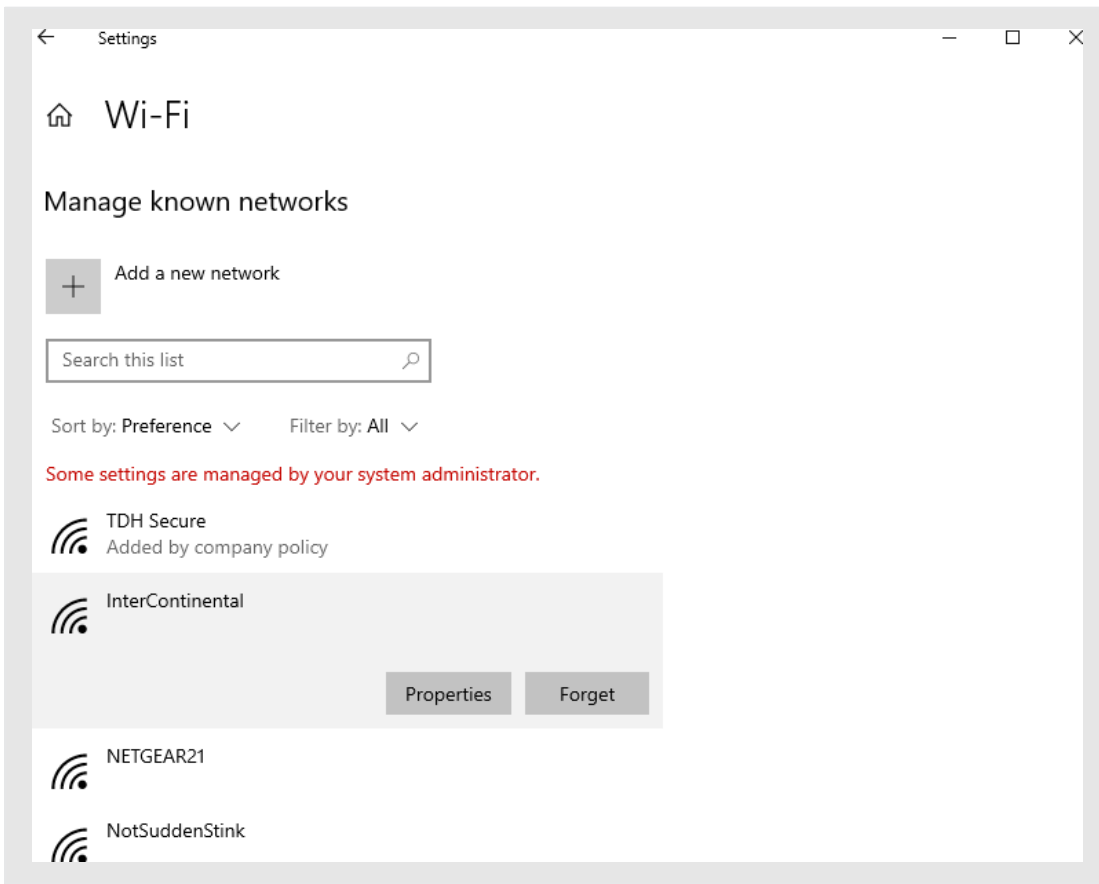 Settings
Wi-Fi
Manage known networks
Add a new network
Search this list
Sort by: Preference Filter by: All
Some settings are managed by your system administrator.
TDH Secure
Added by company policy
InterContinental
Properties Forget
NETGEAR21
NotSuddenStink